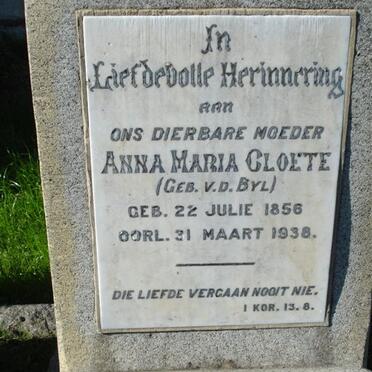 In
Liefdevolle Herinnering
aan
ONS DIERBARE MOEDER
ANNA MARIA CLOETE
(GEB. V.D. BYL)
GEB. 22 JULIE 1856
OORL. 31 MAART 1938.
DIE LIEFDE VERGAAN NOOIT NIE.
I KOR. 13. 8.